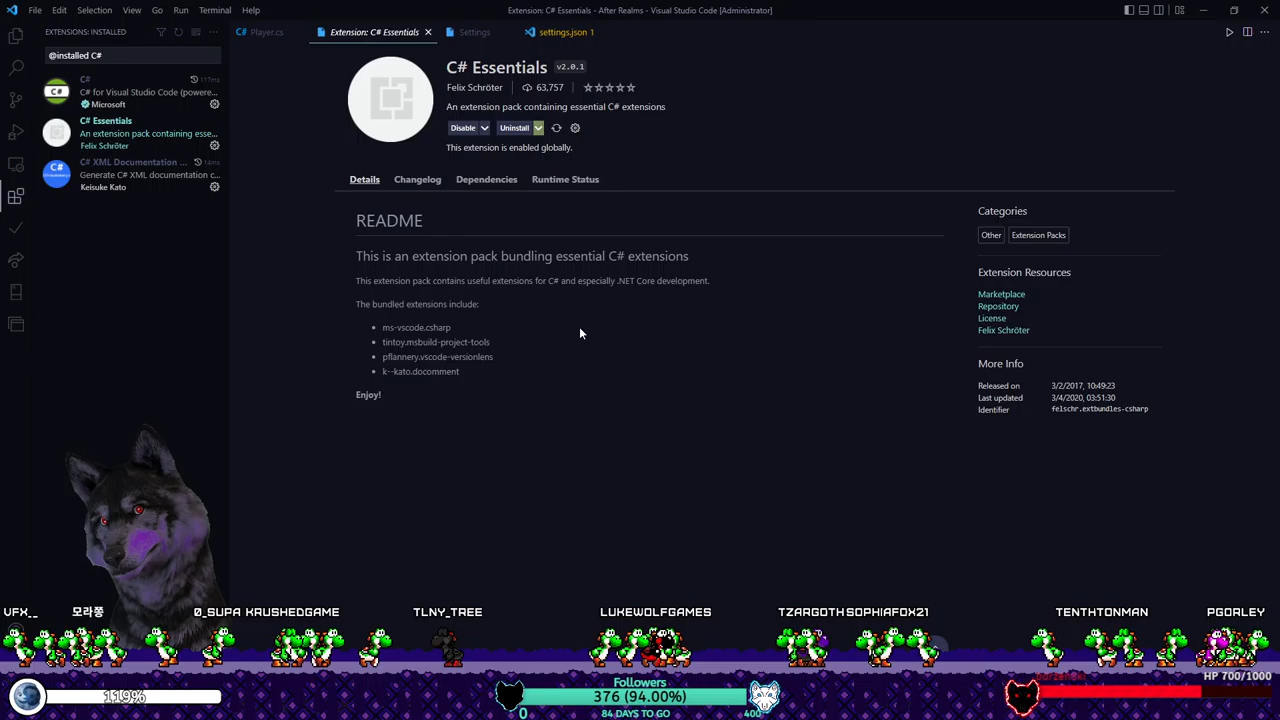 File Edit Selection View Go Run Terminal Help
Extension: C# Essentials - After Realms - Visual Studio Code [Administrator]
EXTENSIONS: INSTALLED
@installed C#
C#
117ms
C# for Visual Studio Code (powere...
Microsoft
C# Essentials
An extension pack containing esse...
Felix Schröter
C# XML Documentation ...
14ms
Generate C# XML documentation c...
Keisuke Kato
Player.cs
Extension: C# Essentials
Settings
settings.json 1
C# Essentials v2.0.1
Felix Schröter 63,757
An extension pack containing essential C# extensions
Disable Uninstall
This extension is enabled globally.
Details Changelog Dependencies Runtime Status
README
This is an extension pack bundling essential C# extensions
This extension pack contains useful extensions for C# and especially .NET Core development.
The bundled extensions include:
ms-vscode.csharp
tintoy.msbuild-project-tools
pflannery.vscode-versionlens
k--kato.docomment
Enjoy!
Categories
Other Extension Packs
Extension Resources
Marketplace
Repository
License
Felix Schröter
More Info
Released on 3/2/2017, 10:49:23
Last updated 3/4/2020, 03:51:30
Identifier felschr.extbundles-csharp
VFX__ 모라쫑 0_SUPA KRUSHEDGAME TLNY_TREE LUKEWOLFGAMES TZARGOTH SOPHIAFOX21 TENTHTONMAN PGORLEY
119%
Followers
376 (94.00%)
0 84 DAYS TO GO 400
HP 700/1000